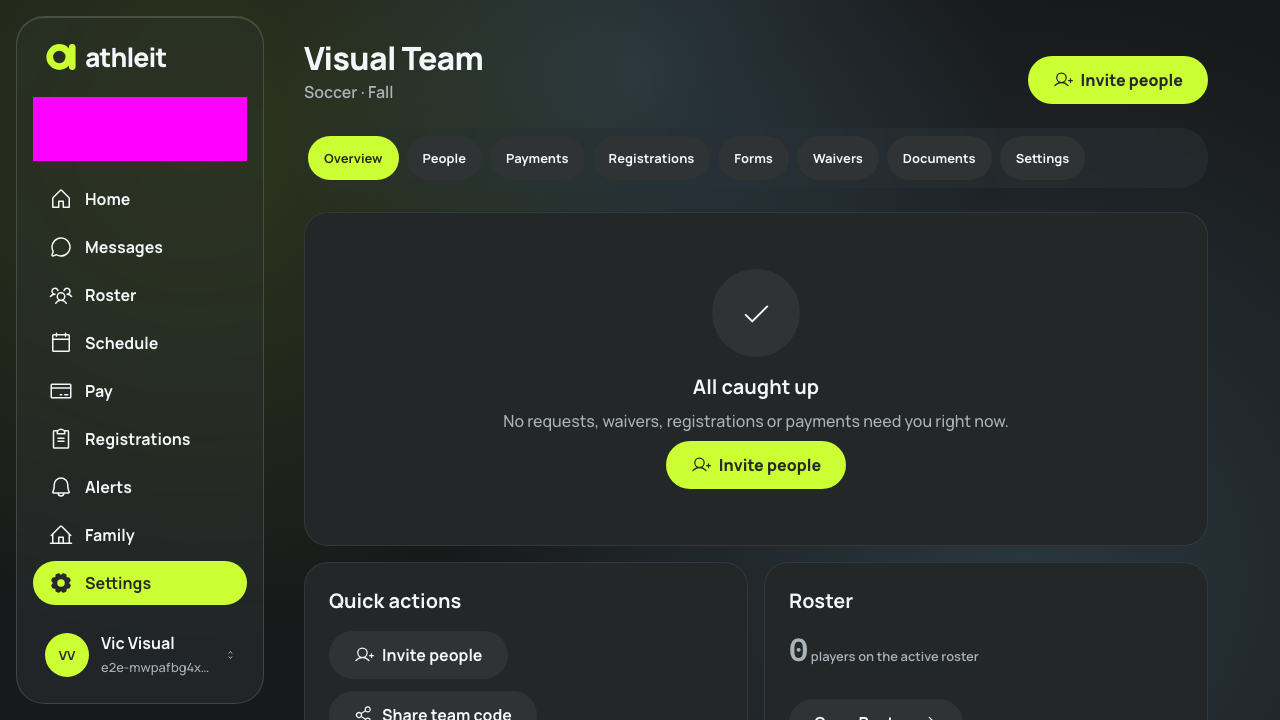 athleit
Home
Messages
Roster
Schedule
Pay
Registrations
Alerts
Family
Settings
VV
Vic Visual
e2e-mwpafbg4x...
Visual Team
Soccer · Fall
Invite people
Overview
People
Payments
Registrations
Forms
Waivers
Documents
Settings
All caught up
No requests, waivers, registrations or payments need you right now.
Invite people
Quick actions
Invite people
Share team code
Roster
0 players on the active roster